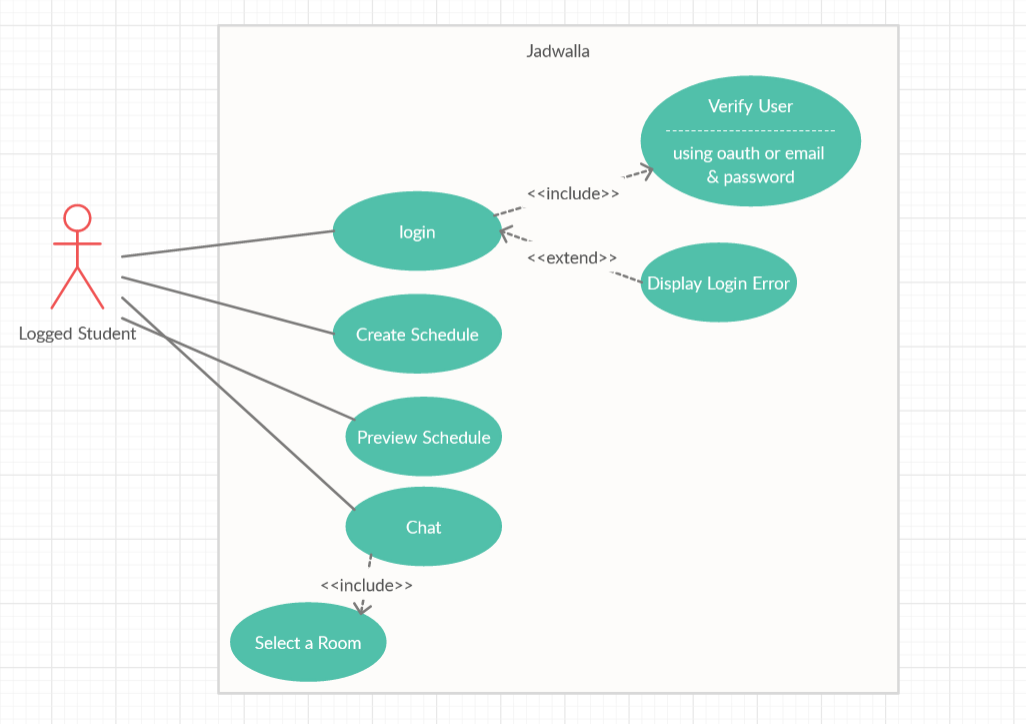 Jadwalla
Verify User
using oauth or email
& password
<<include>>
login
<<extend>>
Display Login Error
Logged Student
Create Schedule
Preview Schedule
Chat
<<include>>
Select a Room